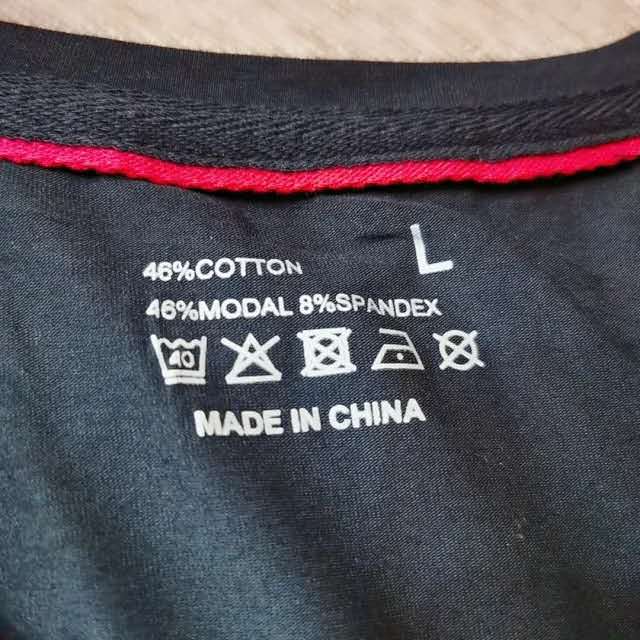 L
46%COTTON
46%MODAL 8%SPANDEX
40
MADE IN CHINA